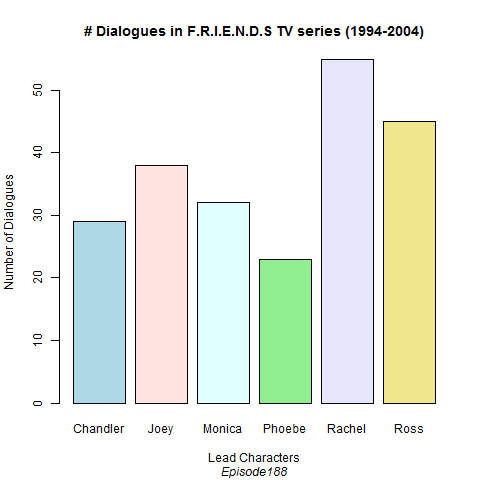 # Dialogues in F.R.I.E.N.D.S TV series (1994-2004)
Number of Dialogues
50
40
30
20
10
0
Chandler Joey Monica Phoebe Rachel Ross
Lead Characters
Episode188